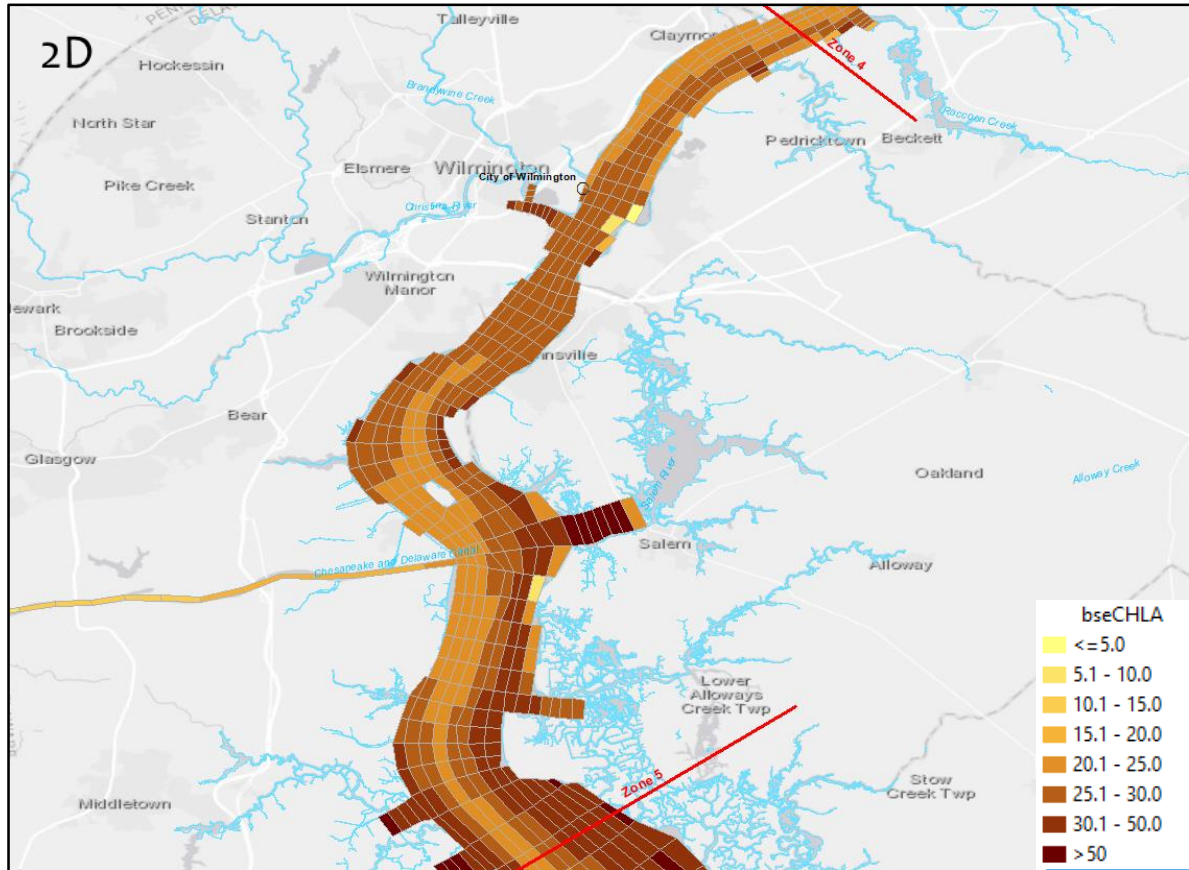 2D
PEN
DELA
Talleyville
Claymont
Hockessin
Zone 4
Brandywine Creek
Raccoon Creek
North Star
Pedricktown
Beckett
Elsmere
Wilmington
City of Wilmington
Pike Creek
Christina River
Stanton
Wilmington
Manor
ewark
Brookside
nnsville
Bear
Glasgow
Oakland
Alloway Creek
Salem River
Salem
Chesapeake and Delaware Canal
Alloway
Lower
Alloways
Creek Twp
Zone 5
Stow
Creek Twp
Middletown
bseCHLA
<=5.0
5.1 - 10.0
10.1 - 15.0
15.1 - 20.0
20.1 - 25.0
25.1 - 30.0
30.1 - 50.0
>50